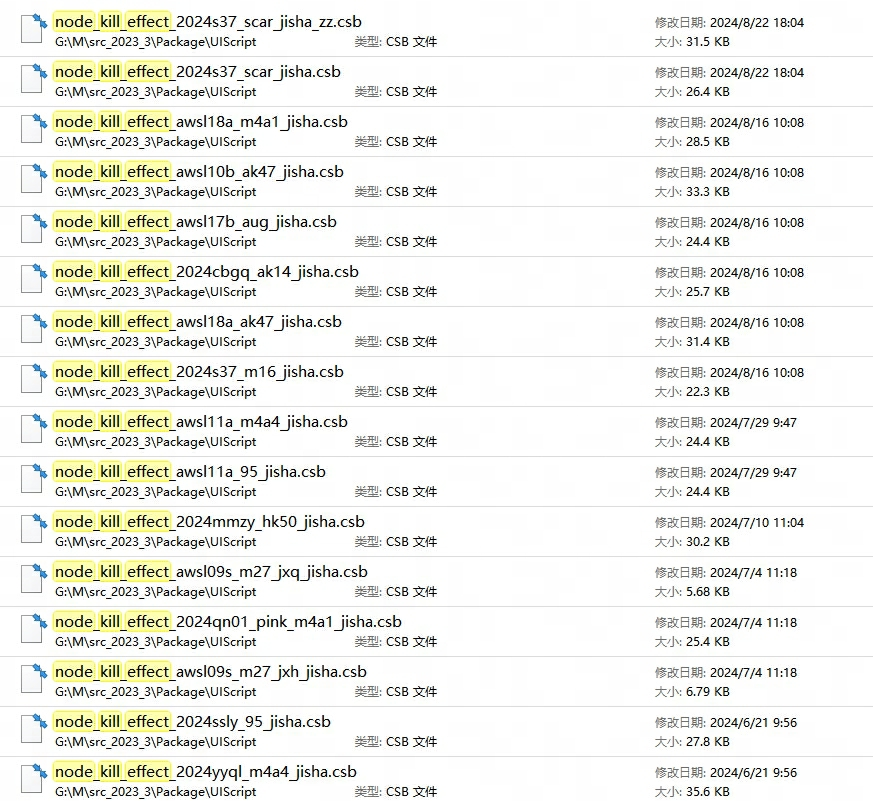 node_kill_effect_2024s37_scar_jisha_zz.csb 修改日期: 2024/8/22 18:04
G:\M\src_2023_3\Package\UIScript 类型: CSB 文件 大小: 31.5 KB
node_kill_effect_2024s37_scar_jisha.csb 修改日期: 2024/8/22 18:04
G:\M\src_2023_3\Package\UIScript 类型: CSB 文件 大小: 26.4 KB
node_kill_effect_awsl18a_m4a1_jisha.csb 修改日期: 2024/8/16 10:08
G:\M\src_2023_3\Package\UIScript 类型: CSB 文件 大小: 28.5 KB
node_kill_effect_awsl10b_ak47_jisha.csb 修改日期: 2024/8/16 10:08
G:\M\src_2023_3\Package\UIScript 类型: CSB 文件 大小: 33.3 KB
node_kill_effect_awsl17b_aug_jisha.csb 修改日期: 2024/8/16 10:08
G:\M\src_2023_3\Package\UIScript 类型: CSB 文件 大小: 24.4 KB
node_kill_effect_2024cbgq_ak14_jisha.csb 修改日期: 2024/8/16 10:08
G:\M\src_2023_3\Package\UIScript 类型: CSB 文件 大小: 25.7 KB
node_kill_effect_awsl18a_ak47_jisha.csb 修改日期: 2024/8/16 10:08
G:\M\src_2023_3\Package\UIScript 类型: CSB 文件 大小: 31.4 KB
node_kill_effect_2024s37_m16_jisha.csb 修改日期: 2024/8/16 10:08
G:\M\src_2023_3\Package\UIScript 类型: CSB 文件 大小: 22.3 KB
node_kill_effect_awsl11a_m4a4_jisha.csb 修改日期: 2024/7/29 9:47
G:\M\src_2023_3\Package\UIScript 类型: CSB 文件 大小: 24.4 KB
node_kill_effect_awsl11a_95_jisha.csb 修改日期: 2024/7/29 9:47
G:\M\src_2023_3\Package\UIScript 类型: CSB 文件 大小: 24.4 KB
node_kill_effect_2024mmzy_hk50_jisha.csb 修改日期: 2024/7/10 11:04
G:\M\src_2023_3\Package\UIScript 类型: CSB 文件 大小: 30.2 KB
node_kill_effect_awsl09s_m27_jxq_jisha.csb 修改日期: 2024/7/4 11:18
G:\M\src_2023_3\Package\UIScript 类型: CSB 文件 大小: 5.68 KB
node_kill_effect_2024qn01_pink_m4a1_jisha.csb 修改日期: 2024/7/4 11:18
G:\M\src_2023_3\Package\UIScript 类型: CSB 文件 大小: 25.4 KB
node_kill_effect_awsl09s_m27_jxh_jisha.csb 修改日期: 2024/7/4 11:18
G:\M\src_2023_3\Package\UIScript 类型: CSB 文件 大小: 6.79 KB
node_kill_effect_2024ssly_95_jisha.csb 修改日期: 2024/6/21 9:56
G:\M\src_2023_3\Package\UIScript 类型: CSB 文件 大小: 27.8 KB
node_kill_effect_2024yyql_m4a4_jisha.csb 修改日期: 2024/6/21 9:56
G:\M\src_2023_3\Package\UIScript 类型: CSB 文件 大小: 35.6 KB